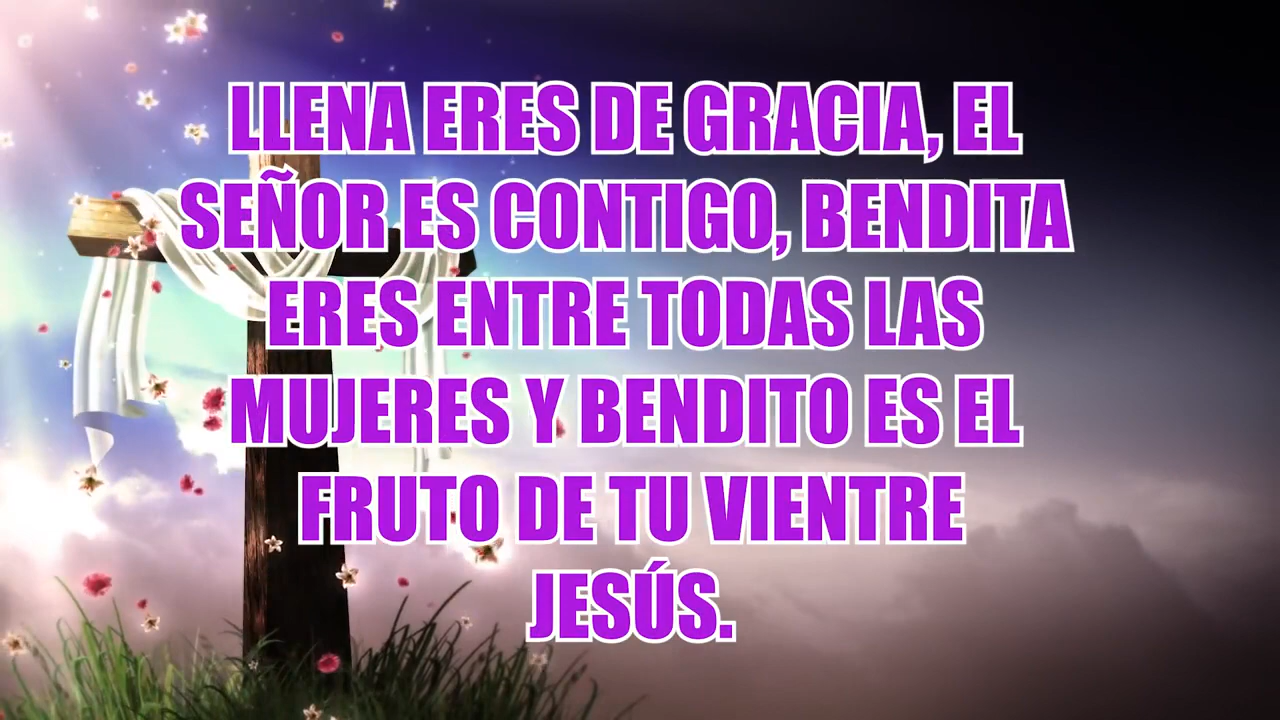 LLENA ERES DE GRACIA, EL
SEÑOR ES CONTIGO, BENDITA
ERES ENTRE TODAS LAS
MUJERES Y BENDITO ES EL
FRUTO DE TU VIENTRE
JESÚS.